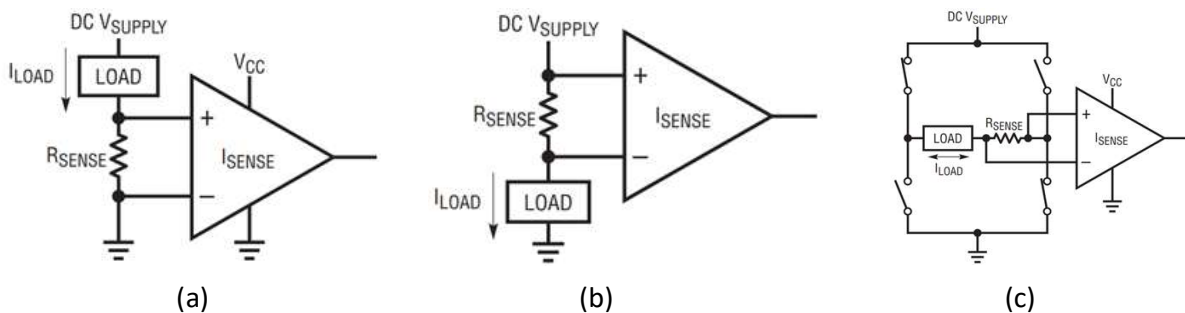 DC VSUPPLY
ILOAD
LOAD
VCC
+
RSENSE
ISENSE
−
(a)
DC VSUPPLY
+
RSENSE
ISENSE
−
ILOAD
LOAD
(b)
DC VSUPPLY
VCC
RSENSE
+
LOAD
ISENSE
−
ILOAD
(c)